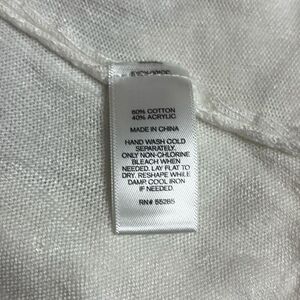 60% COTTON
40% ACRYLIC
MADE IN CHINA
HAND WASH COLD
SEPARATELY.
ONLY NON-CHLORINE
BLEACH WHEN
NEEDED. LAY FLAT TO
DRY. RESHAPE WHILE
DAMP. COOL IRON
IF NEEDED.
RN# 55285